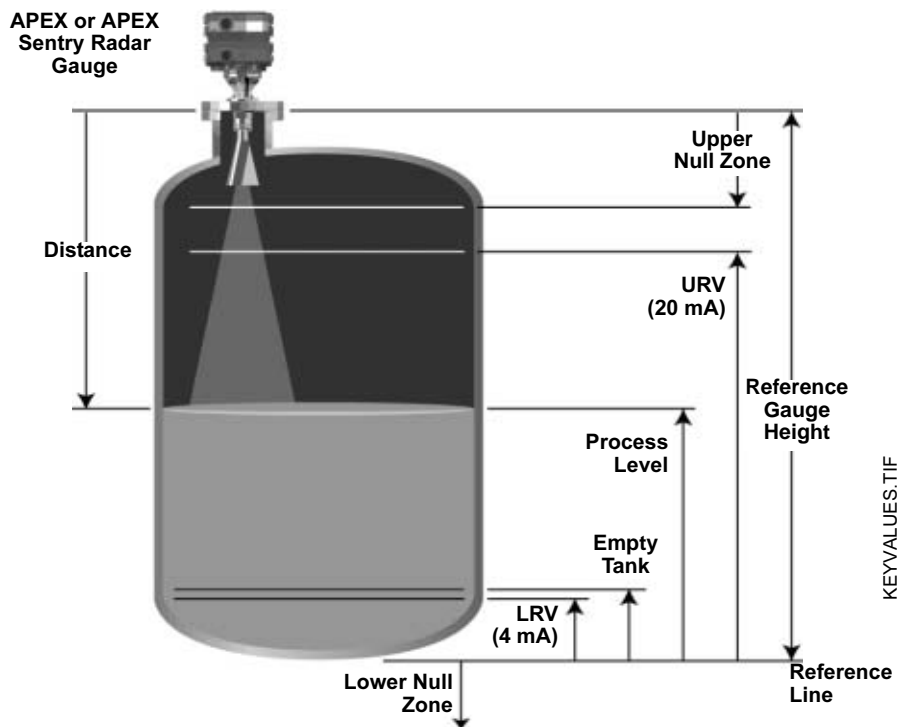 APEX or APEX
Sentry Radar
Gauge
Upper
Null Zone
Distance
URV
(20 mA)
Reference
Gauge
Height
Process
Level
KEYVALUES.TIF
Empty
Tank
LRV
(4 mA)
Reference
Line
Lower Null
Zone